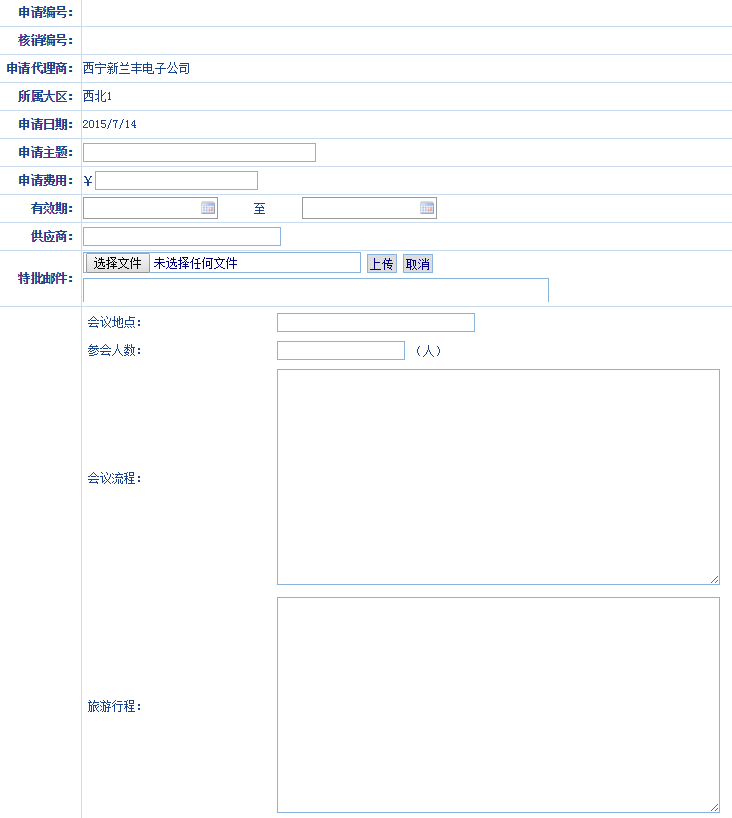 申请编号：
核销编号：
申请代理商： 西宁新兰丰电子公司
所属大区： 西北1
申请日期： 2015/7/14
申请主题：
申请费用： ￥
有效期： 至
供应商：
特批邮件： 选择文件 未选择任何文件 上传 取消
会议地点：
参会人数： （人）
会议流程：
旅游行程：